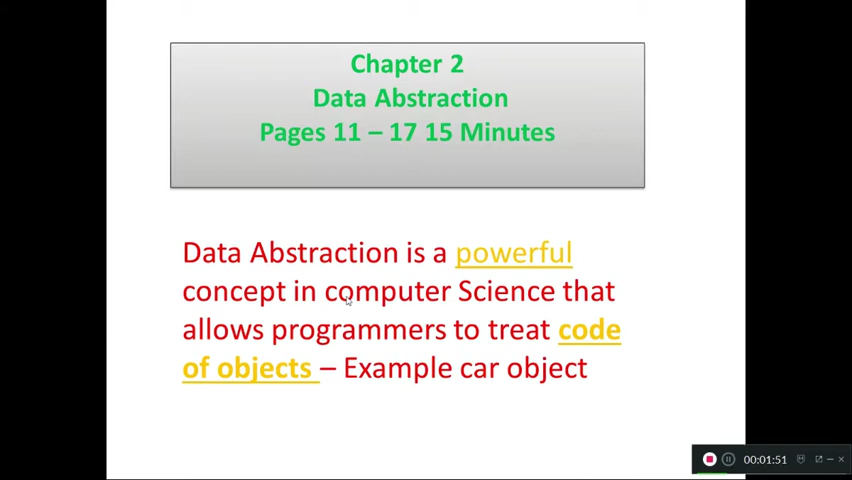 Chapter 2
Data Abstraction
Pages 11 – 17 15 Minutes
Data Abstraction is a powerful
concept in computer Science that
allows programmers to treat code
of objects – Example car object
00:01:51